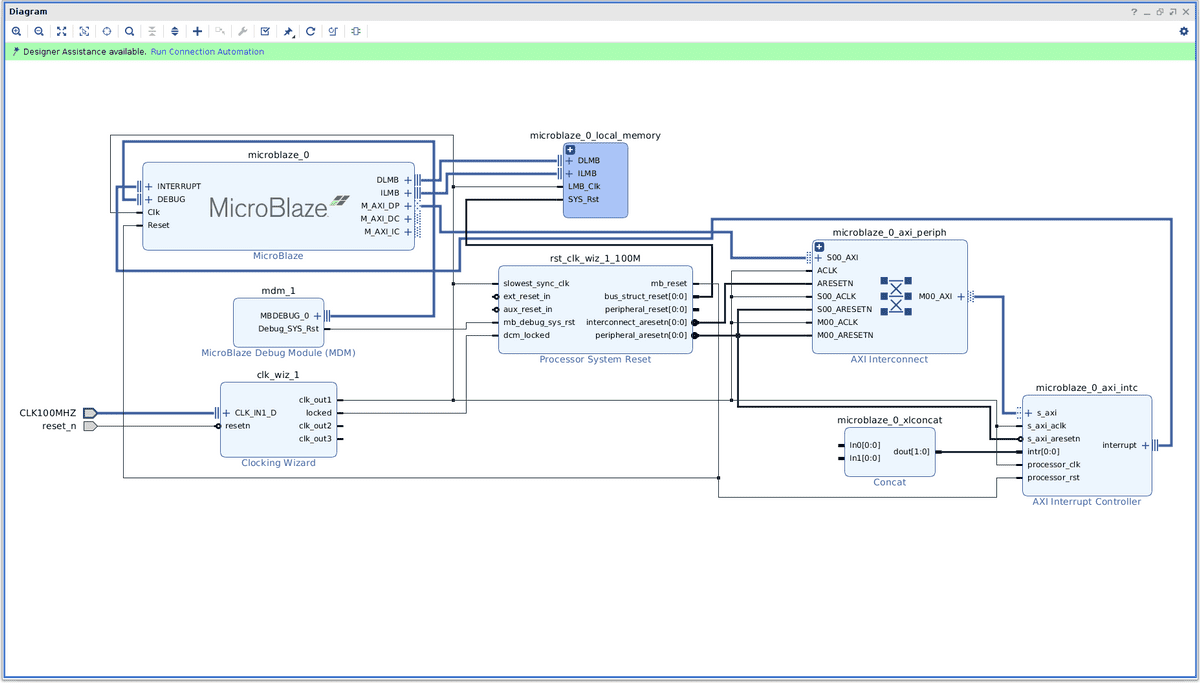 Diagram
Designer Assistance available. Run Connection Automation
microblaze_0
INTERRUPT
DEBUG
Clk
Reset
MicroBlaze
DLMB
ILMB
M_AXI_DP
M_AXI_DC
M_AXI_IC
MicroBlaze
microblaze_0_local_memory
DLMB
ILMB
LMB_Clk
SYS_Rst
mdm_1
MBDEBUG_0
Debug_SYS_Rst
MicroBlaze Debug Module (MDM)
rst_clk_wiz_1_100M
slowest_sync_clk
ext_reset_in
aux_reset_in
mb_debug_sys_rst
dcm_locked
mb_reset
bus_struct_reset[0:0]
peripheral_reset[0:0]
interconnect_aresetn[0:0]
peripheral_aresetn[0:0]
Processor System Reset
microblaze_0_axi_periph
S00_AXI
ACLK
ARESETN
S00_ACLK
S00_ARESETN
M00_ACLK
M00_ARESETN
M00_AXI
AXI Interconnect
CLK100MHZ
reset_n
clk_wiz_1
CLK_IN1_D
resetn
clk_out1
locked
clk_out2
clk_out3
Clocking Wizard
microblaze_0_xlconcat
In0[0:0]
In1[0:0]
dout[1:0]
Concat
microblaze_0_axi_intc
s_axi
s_axi_aclk
s_axi_aresetn
intr[0:0]
processor_clk
processor_rst
interrupt
AXI Interrupt Controller